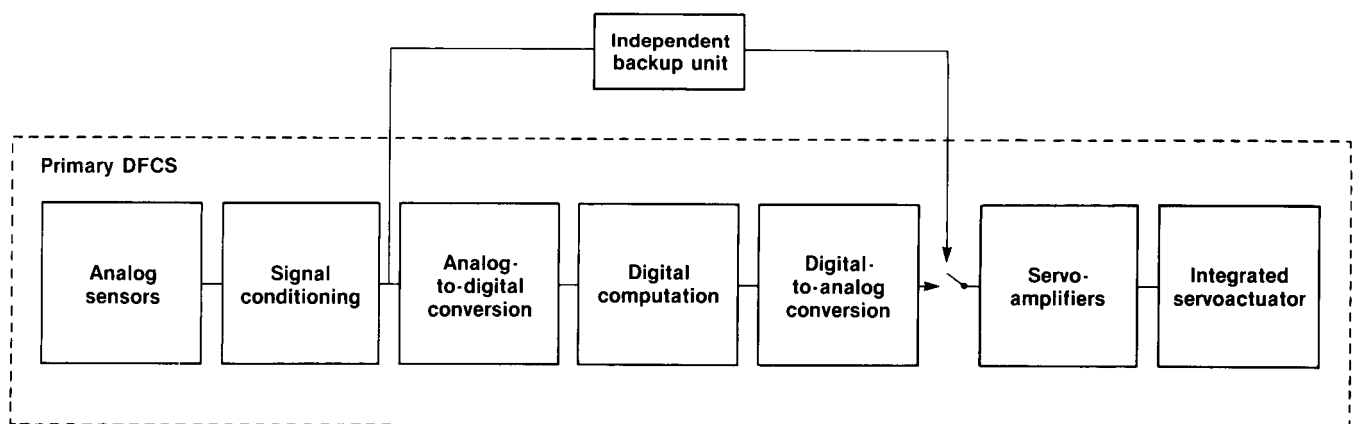 Independent
backup unit
Primary DFCS
Analog
sensors
Signal
conditioning
Analog-
to-digital
conversion
Digital
computation
Digital-
to-analog
conversion
Servo-
amplifiers
Integrated
servoactuator